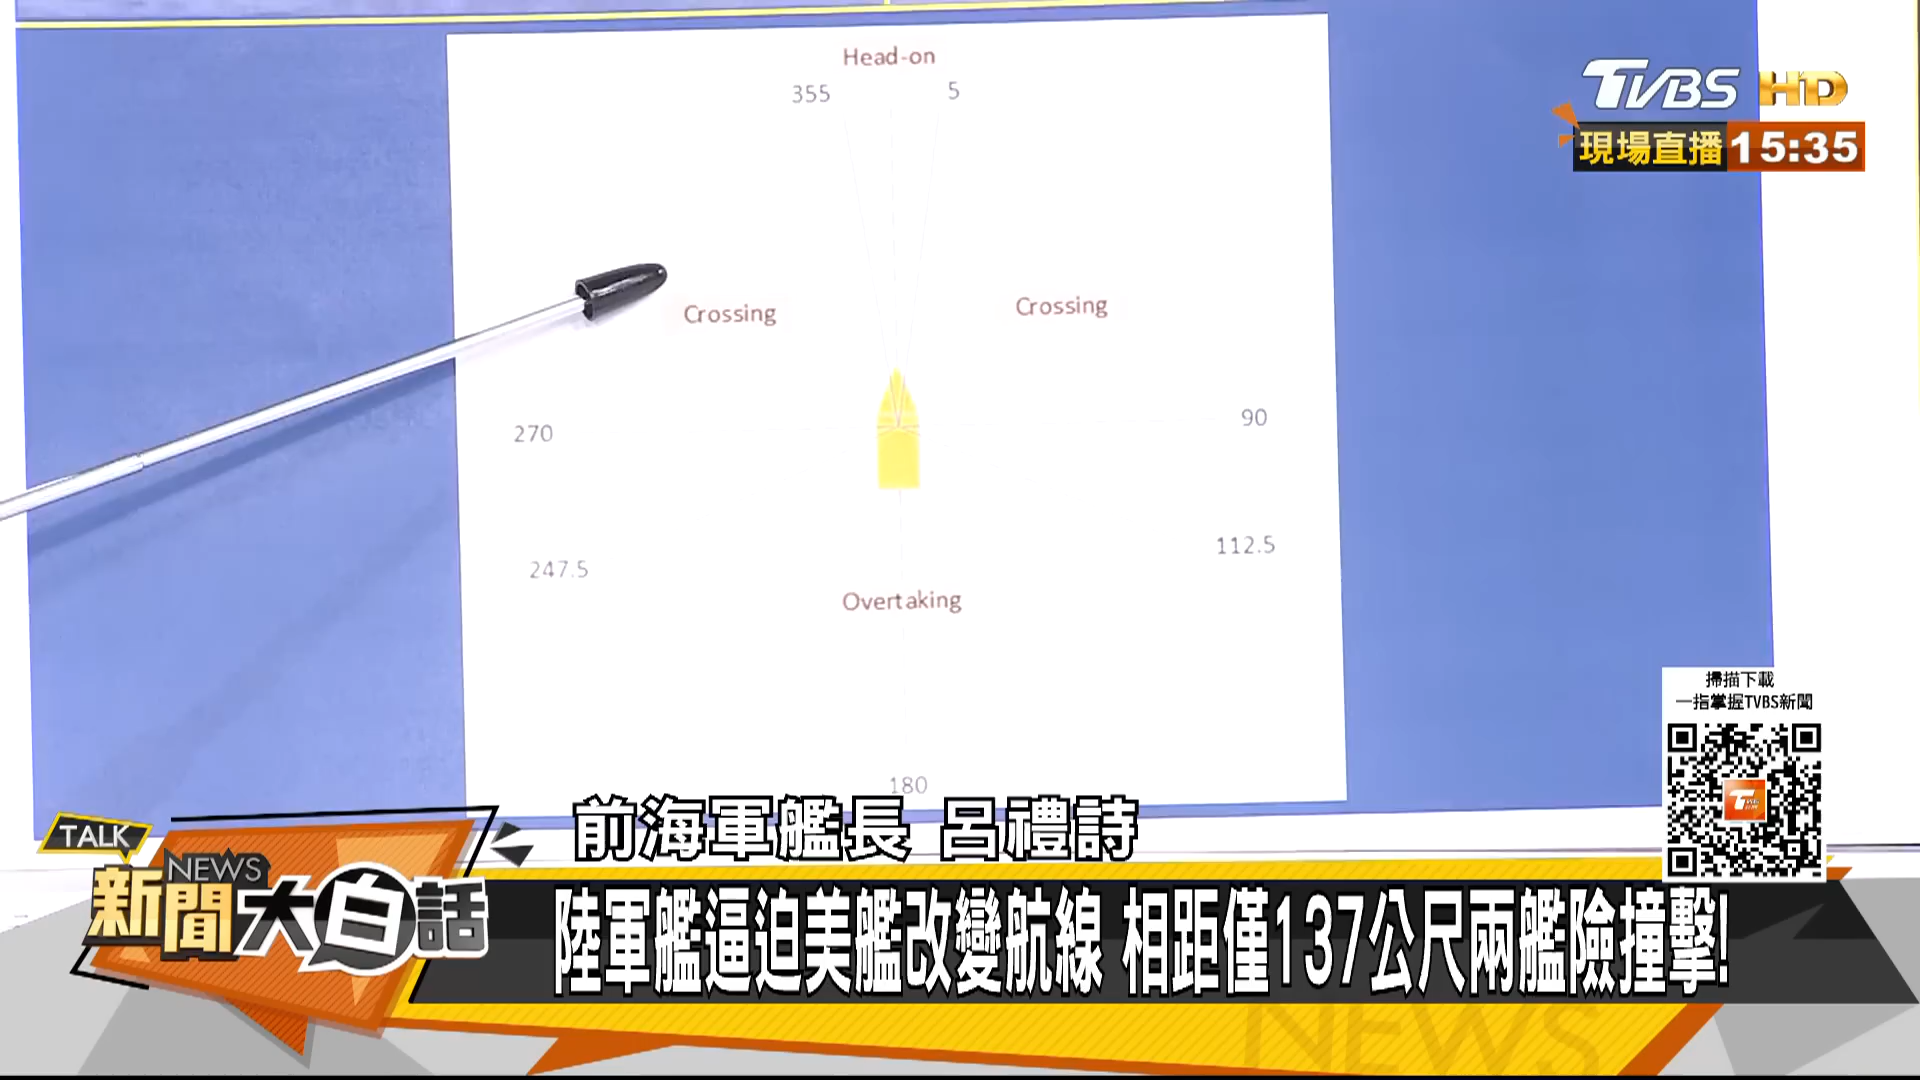 Head-on
355
5
TVBS HD
現場直播 15:35
Crossing
Crossing
270
90
247.5
112.5
Overtaking
180
掃描下載
一指掌握TVBS新聞
TVBS
前海軍艦長 呂禮詩
TALK
NEWS
新聞大白話
陸軍艦逼迫美艦改變航線 相距僅137公尺兩艦險撞擊!
NEWS